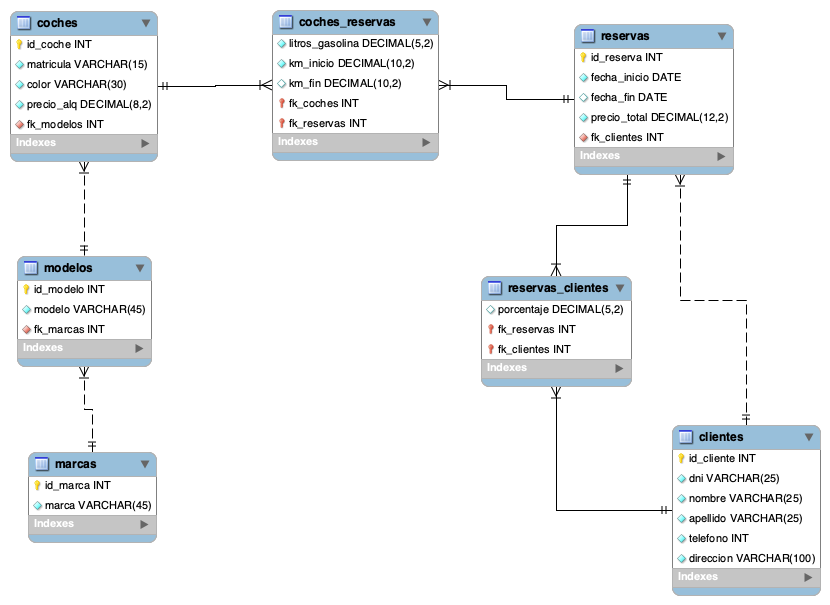 coches
id_coche INT
matricula VARCHAR(15)
color VARCHAR(30)
precio_alq DECIMAL(8,2)
fk_modelos INT
Indexes
coches_reservas
litros_gasolina DECIMAL(5,2)
km_inicio DECIMAL(10,2)
km_fin DECIMAL(10,2)
fk_coches INT
fk_reservas INT
Indexes
reservas
id_reserva INT
fecha_inicio DATE
fecha_fin DATE
precio_total DECIMAL(12,2)
fk_clientes INT
Indexes
modelos
id_modelo INT
modelo VARCHAR(45)
fk_marcas INT
Indexes
reservas_clientes
porcentaje DECIMAL(5,2)
fk_reservas INT
fk_clientes INT
Indexes
marcas
id_marca INT
marca VARCHAR(45)
Indexes
clientes
id_cliente INT
dni VARCHAR(25)
nombre VARCHAR(25)
apellido VARCHAR(25)
telefono INT
direccion VARCHAR(100)
Indexes